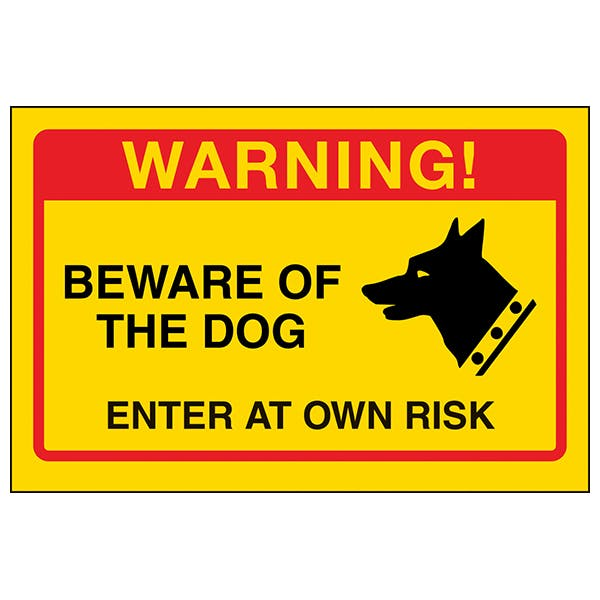 WARNING!
BEWARE OF
THE DOG
ENTER AT OWN RISK